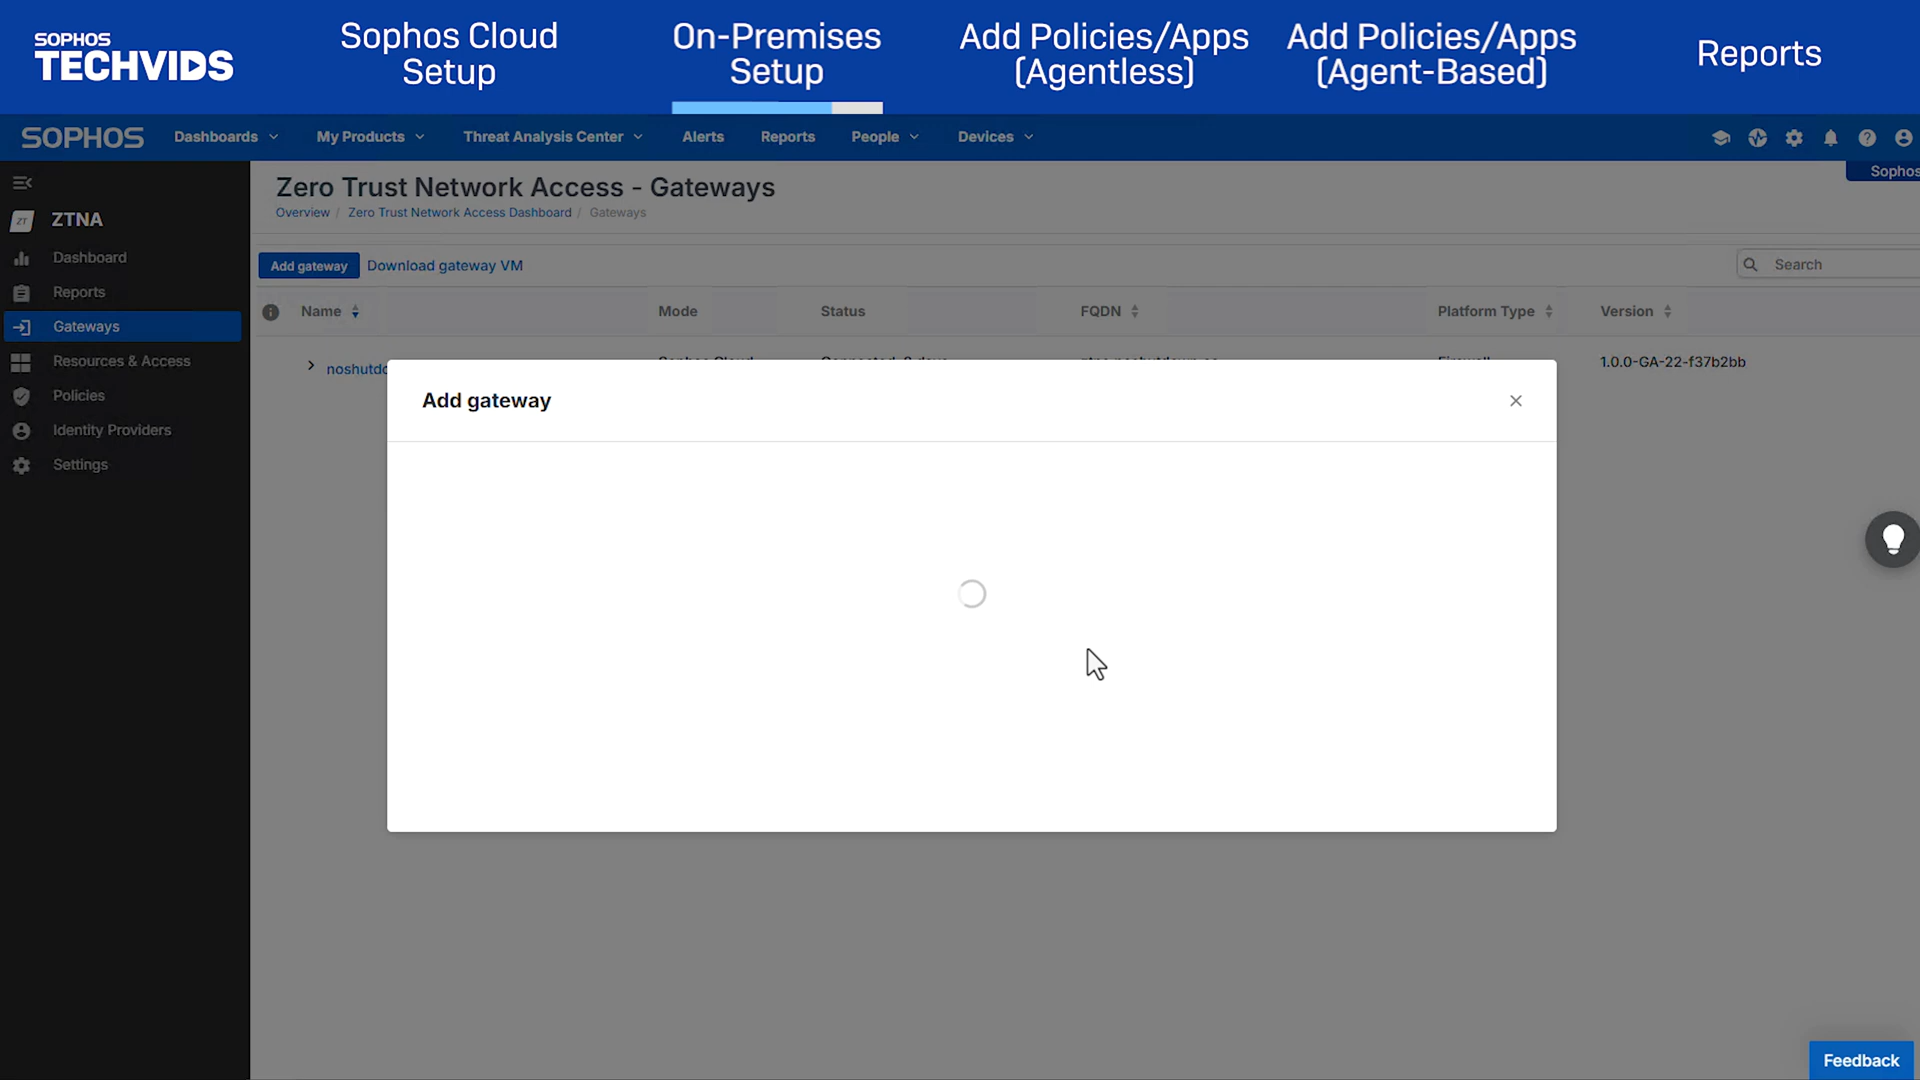 SOPHOS
TECHVIDS
Sophos Cloud
Setup
On-Premises
Setup
Add Policies/Apps
(Agentless)
Add Policies/Apps
(Agent-Based)
Reports
SOPHOS
Dashboards
My Products
Threat Analysis Center
Alerts
Reports
People
Devices
Sophos
ZT
ZTNA
Dashboard
Reports
Gateways
Resources & Access
Policies
Identity Providers
Settings
Zero Trust Network Access - Gateways
Overview / Zero Trust Network Access Dashboard / Gateways
Add gateway
Download gateway VM
Search
Name
Mode
Status
FQDN
Platform Type
Version
1.0.0-GA-22-f37b2bb
Add gateway
Feedback